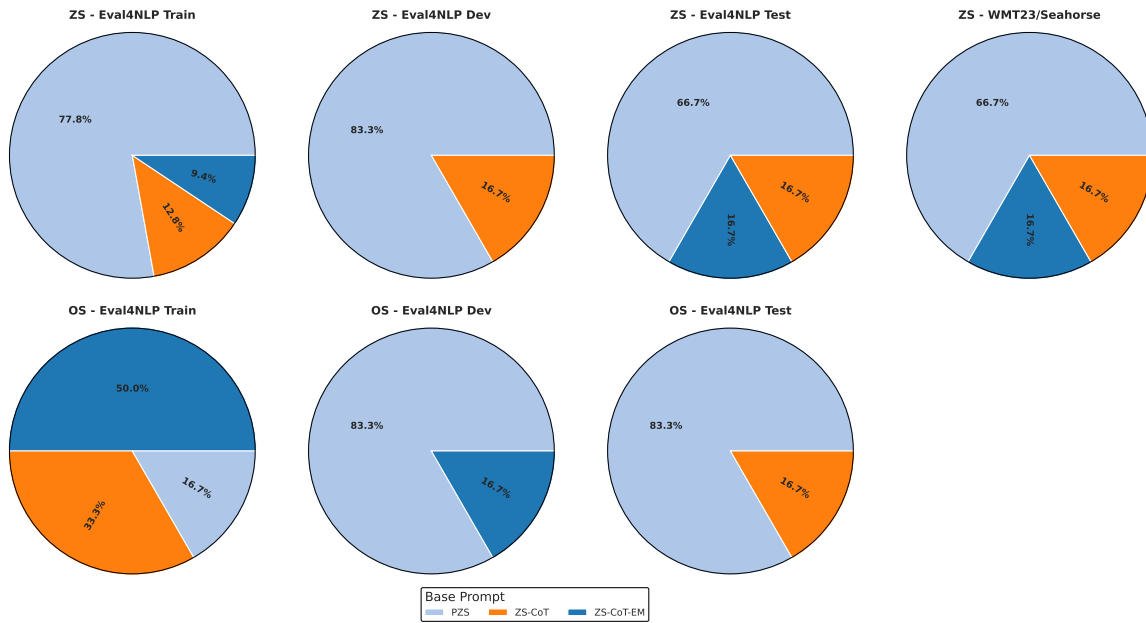 ZS - Eval4NLP Train
77.8%
9.4%
12.8%
ZS - Eval4NLP Dev
83.3%
16.7%
ZS - Eval4NLP Test
66.7%
16.7%
16.7%
ZS - WMT23/Seahorse
66.7%
16.7%
16.7%
OS - Eval4NLP Train
50.0%
16.7%
33.3%
OS - Eval4NLP Dev
83.3%
16.7%
OS - Eval4NLP Test
83.3%
16.7%
Base Prompt
PZS ZS-CoT ZS-CoT-EM